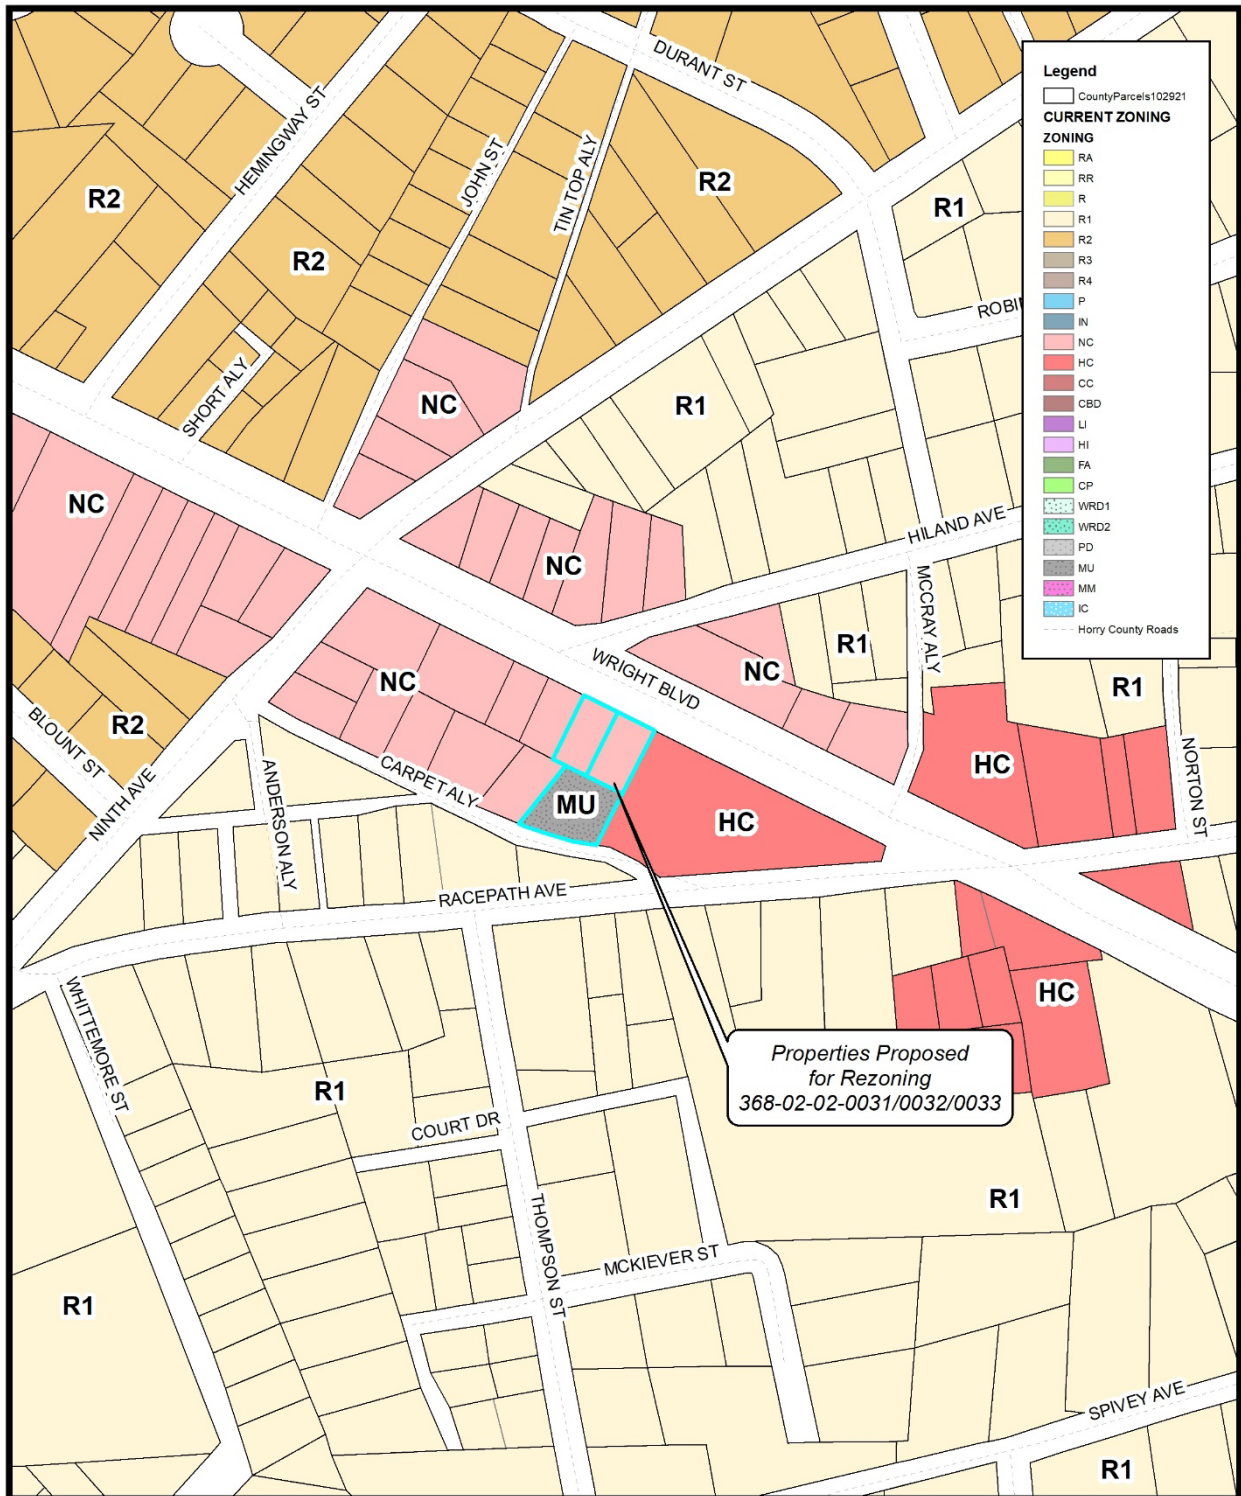 DURANT ST
HEMINGWAY ST
JOHN ST
TIN TOP ALY
R2
R2
R2
R1
Legend
CountyParcels102921
CURRENT ZONING
ZONING
RA
RR
R
R1
R2
R3
R4
P
IN
NC
HC
CC
CBD
LI
HI
FA
CP
WRD1
WRD2
PD
MU
MM
IC
Horry County Roads
SHORT ALY
NC
R1
NC
NC
HILAND AVE
MCCRAY ALY
R1
NC
WRIGHT BLVD
NC
R1
R2
BLOUNT ST
NINTH AVE
ANDERSON ALY
CARPET ALY
MU
HC
HC
NORTON ST
RACEPATH AVE
WHITTEMORE ST
HC
Properties Proposed
for Rezoning
368-02-02-0031/0032/0033
R1
COURT DR
THOMPSON ST
R1
MCKIEVER ST
R1
SPIVEY AVE
R1